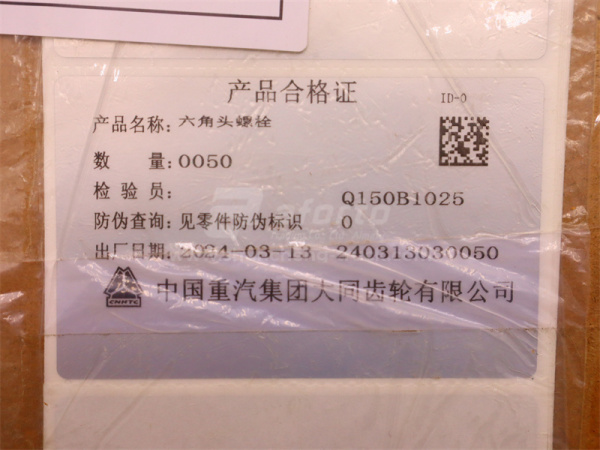 产品合格证
ID-0
产品名称: 六角头螺栓
数 量: 0050
检 验 员: Q150B1025
防伪查询: 见零件防伪标识 0
出厂日期: 2024-03-13 240313030050
CNHTC 中国重汽集团大同齿轮有限公司